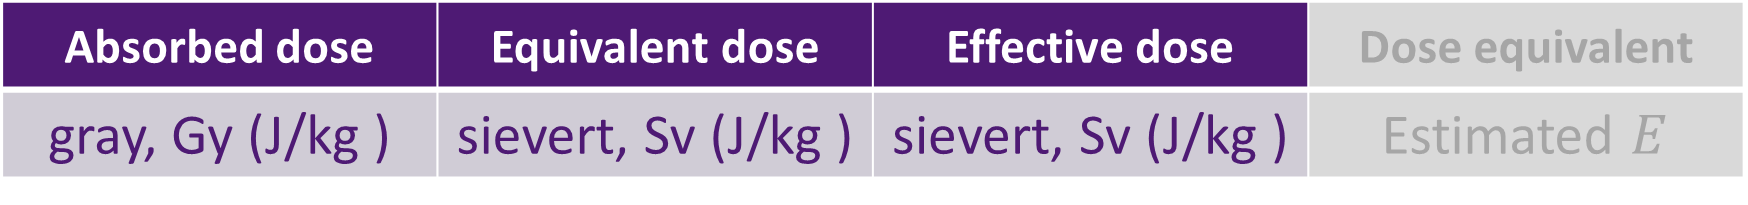 Absorbed dose Equivalent dose Effective dose Dose equivalent
gray, Gy (J/kg ) sievert, Sv (J/kg ) sievert, Sv (J/kg ) Estimated E